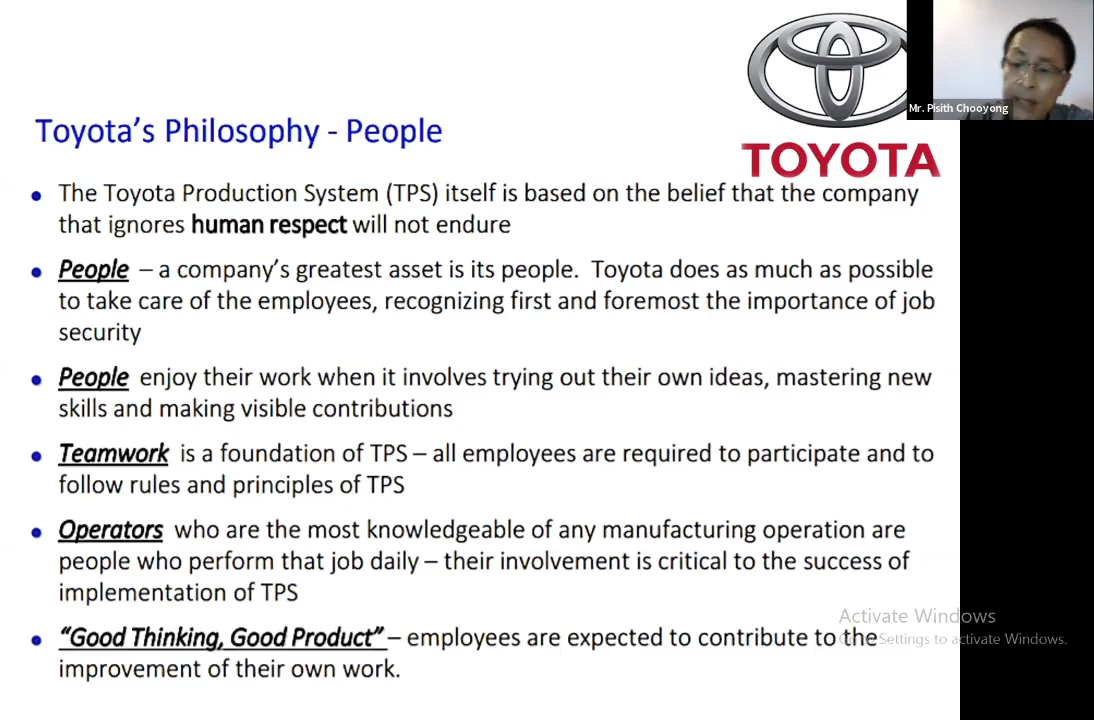 Mr. Pisith Chooyong
TOYOTA
Toyota's Philosophy - People
• The Toyota Production System (TPS) itself is based on the belief that the company
that ignores human respect will not endure
• People – a company's greatest asset is its people. Toyota does as much as possible
to take care of the employees, recognizing first and foremost the importance of job
security
• People enjoy their work when it involves trying out their own ideas, mastering new
skills and making visible contributions
• Teamwork is a foundation of TPS – all employees are required to participate and to
follow rules and principles of TPS
• Operators who are the most knowledgeable of any manufacturing operation are
people who perform that job daily – their involvement is critical to the success of
implementation of TPS
• “Good Thinking, Good Product” – employees are expected to contribute to the
improvement of their own work.
Activate Windows
Settings to activate Windows.